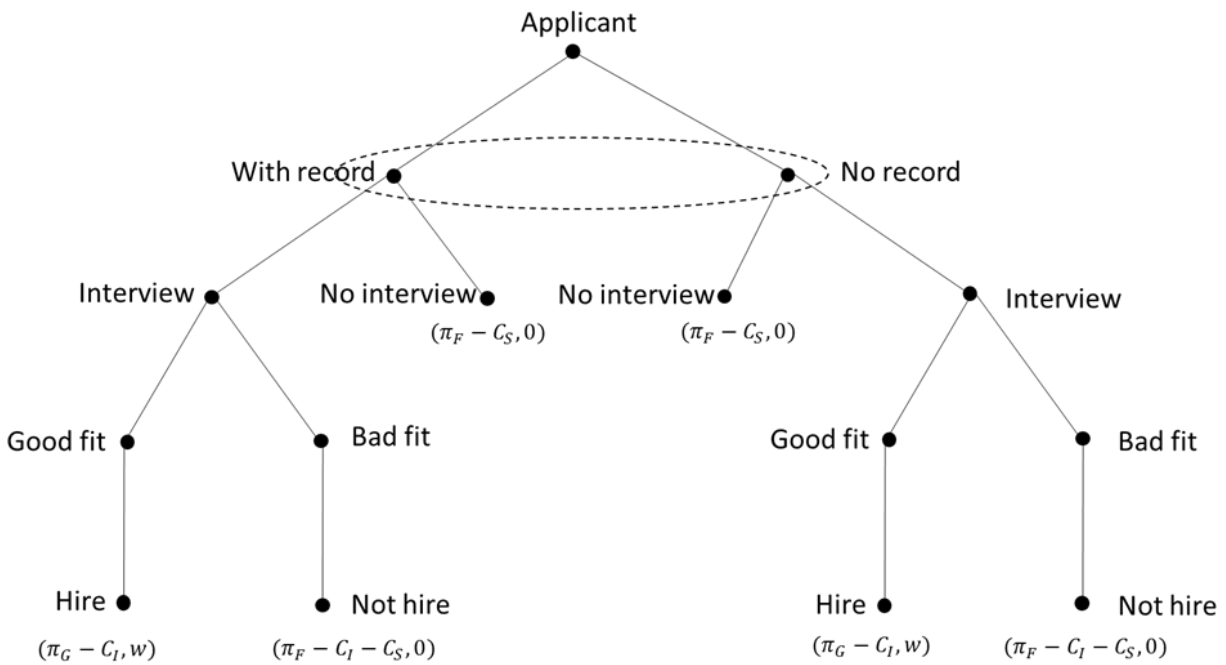 Applicant
With record
No record
Interview
No interview
No interview
Interview
(π_F − C_S, 0)
(π_F − C_S, 0)
Good fit
Bad fit
Good fit
Bad fit
Hire
Not hire
Hire
Not hire
(π_G − C_I, w)
(π_F − C_I − C_S, 0)
(π_G − C_I, w)
(π_F − C_I − C_S, 0)